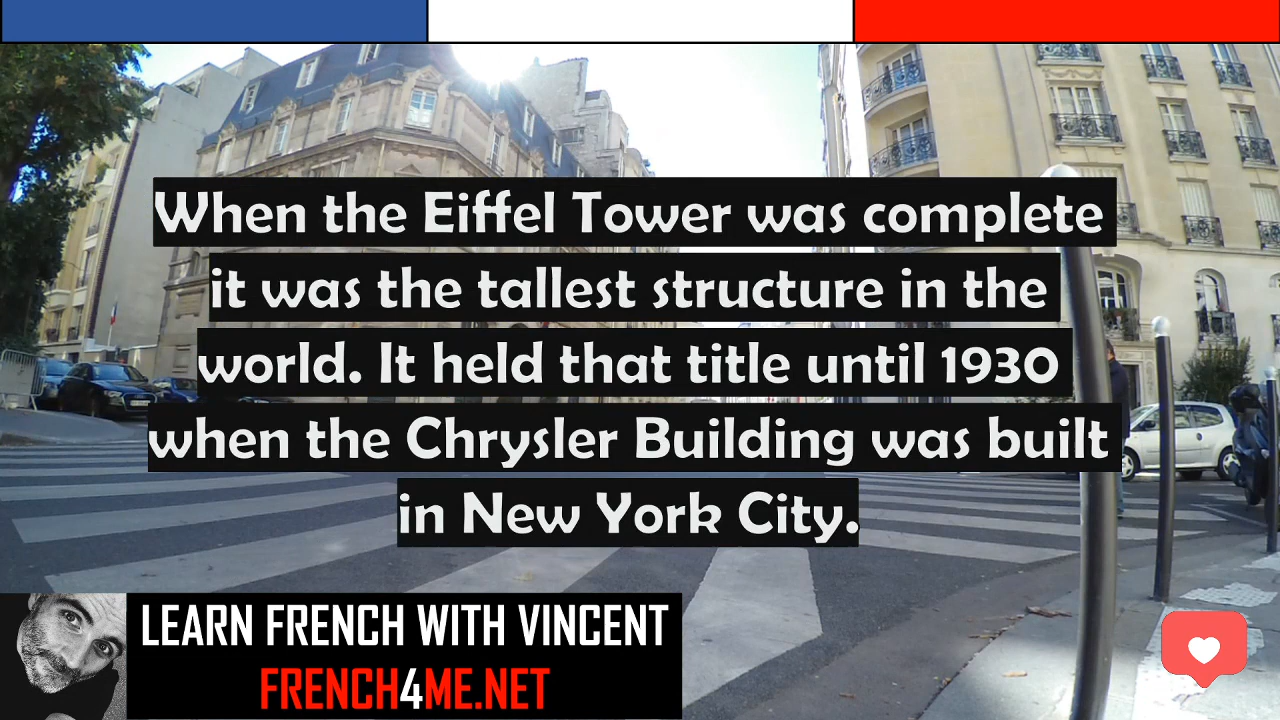 When the Eiffel Tower was complete
it was the tallest structure in the
world. It held that title until 1930
when the Chrysler Building was built
in New York City.
LEARN FRENCH WITH VINCENT
FRENCH4ME.NET